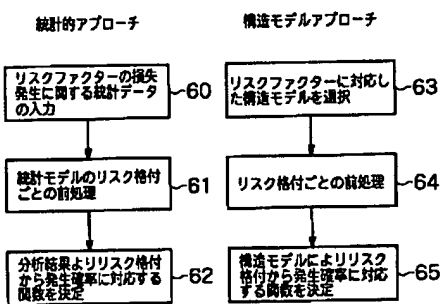 統計的アプローチ
リスクファクターの損失
発生に関する統計データ
の入力
60
統計モデルのリスク格付
ごとの前処理
61
分析結果よりリスク格付
から発生確率に対応する
関数を決定
62
構造モデルアプローチ
リスクファクターに対応し
た構造モデルを選択
63
リスク格付ごとの前処理
64
構造モデルによりリスク
格付から発生確率に対応
する関数を決定
65